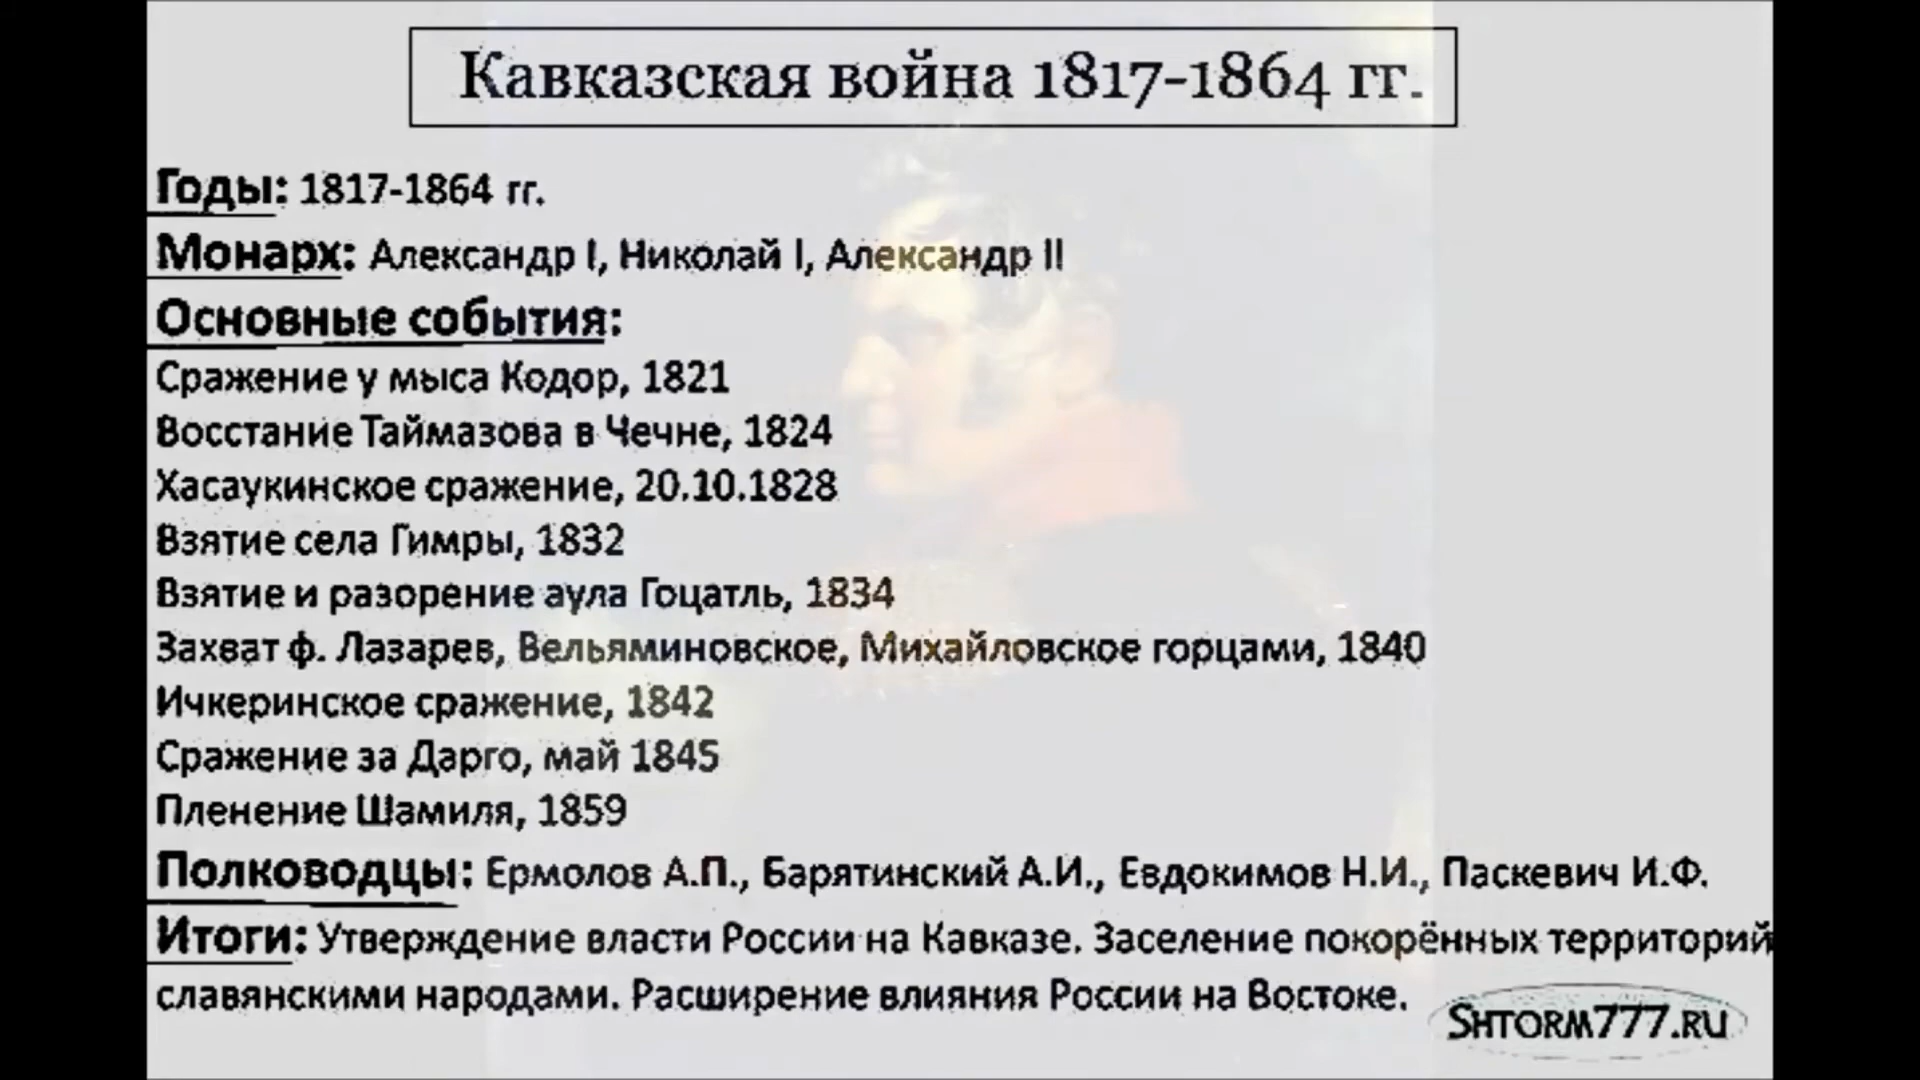 Кавказская война 1817-1864 гг.
Годы: 1817-1864 гг.
Монарх: Александр I, Николай I, Александр II
Основные события:
Сражение у мыса Кодор, 1821
Восстание Таймазова в Чечне, 1824
Хасаукинское сражение, 20.10.1828
Взятие села Гимры, 1832
Взятие и разорение аула Гоцатль, 1834
Захват ф. Лазарев, Вельяминовское, Михайловское горцами, 1840
Ичкеринское сражение, 1842
Сражение за Дарго, май 1845
Пленение Шамиля, 1859
Полководцы: Ермолов А.П., Барятинский А.И., Евдокимов Н.И., Паскевич И.Ф.
Итоги: Утверждение власти России на Кавказе. Заселение покорённых территорий
славянскими народами. Расширение влияния России на Востоке.
SHTORM777.RU